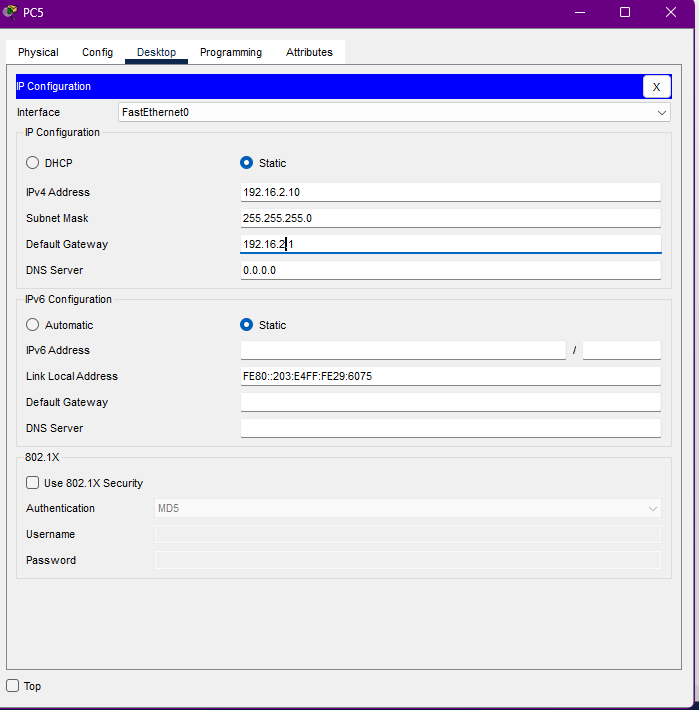 PC5
Physical Config Desktop Programming Attributes
IP Configuration X
Interface FastEthernet0
IP Configuration
DHCP Static
IPv4 Address 192.16.2.10
Subnet Mask 255.255.255.0
Default Gateway 192.16.2.1
DNS Server 0.0.0.0
IPv6 Configuration
Automatic Static
IPv6 Address /
Link Local Address FE80::203:E4FF:FE29:6075
Default Gateway
DNS Server
802.1X
Use 802.1X Security
Authentication MD5
Username
Password
Top